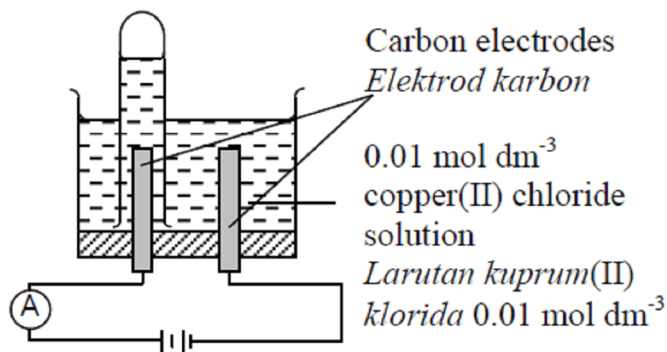 Carbon electrodes
Elektrod karbon
0.01 mol dm⁻³
copper(II) chloride
solution
Larutan kuprum(II)
klorida 0.01 mol dm⁻³
A